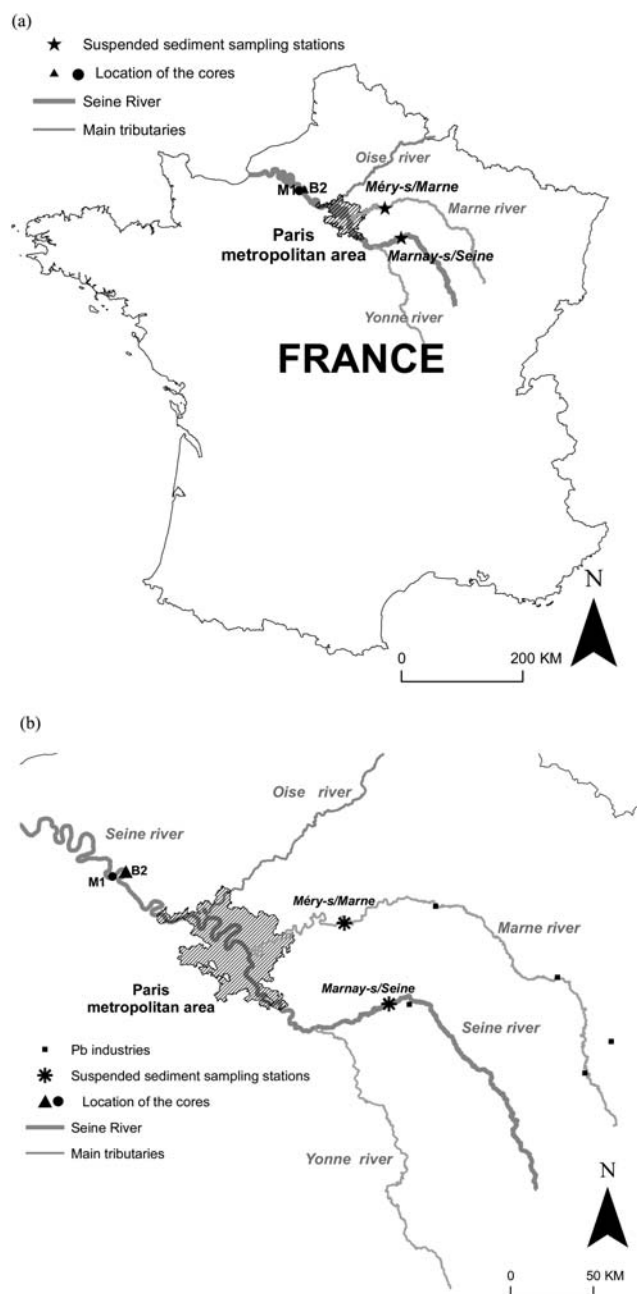 (a)
Suspended sediment sampling stations
Location of the cores
Seine River
Main tributaries
Oise river
M1
B2
Méry-s/Marne
Marne river
Paris
metropolitan area
Marnay-s/Seine
Yonne river
FRANCE
N
0
200 KM
(b)
Oise river
Seine river
M1
B2
Méry-s/Marne
Marne river
Marnay-s/Seine
Paris
metropolitan area
Seine river
Pb industries
Suspended sediment sampling stations
Location of the cores
Seine River
Main tributaries
Yonne river
N
0
50 KM